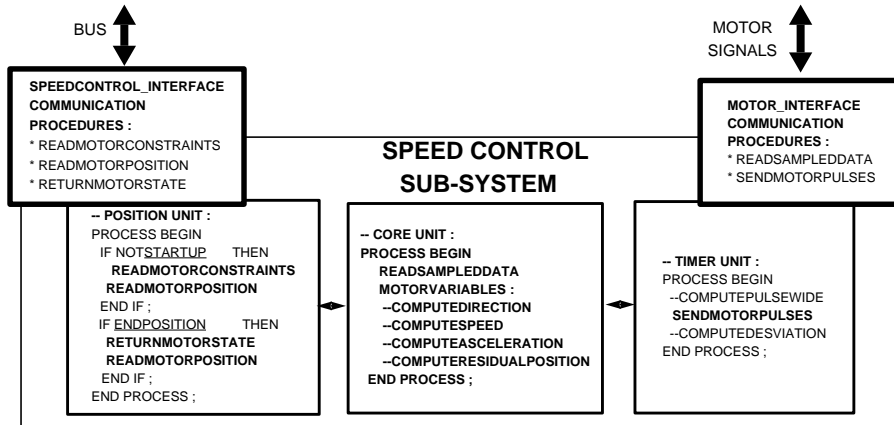 BUS
MOTOR
SIGNALS
SPEEDCONTROL_INTERFACE
COMMUNICATION
PROCEDURES :
* READMOTORCONSTRAINTS
* READMOTORPOSITION
* RETURNMOTORSTATE
MOTOR_INTERFACE
COMMUNICATION
PROCEDURES :
* READSAMPLEDDATA
* SENDMOTORPULSES
SPEED CONTROL
SUB-SYSTEM
-- POSITION UNIT :
PROCESS BEGIN
IF NOTSTARTUP THEN
READMOTORCONSTRAINTS
READMOTORPOSITION
END IF ;
IF ENDPOSITION THEN
RETURNMOTORSTATE
READMOTORPOSITION
END IF ;
END PROCESS ;
-- CORE UNIT :
PROCESS BEGIN
READSAMPLEDDATA
MOTORVARIABLES :
--COMPUTEDIRECTION
--COMPUTESPEED
--COMPUTEASCELERATION
--COMPUTERESIDUALPOSITION
END PROCESS ;
-- TIMER UNIT :
PROCESS BEGIN
--COMPUTEPULSEWIDE
SENDMOTORPULSES
--COMPUTEDESVIATION
END PROCESS ;